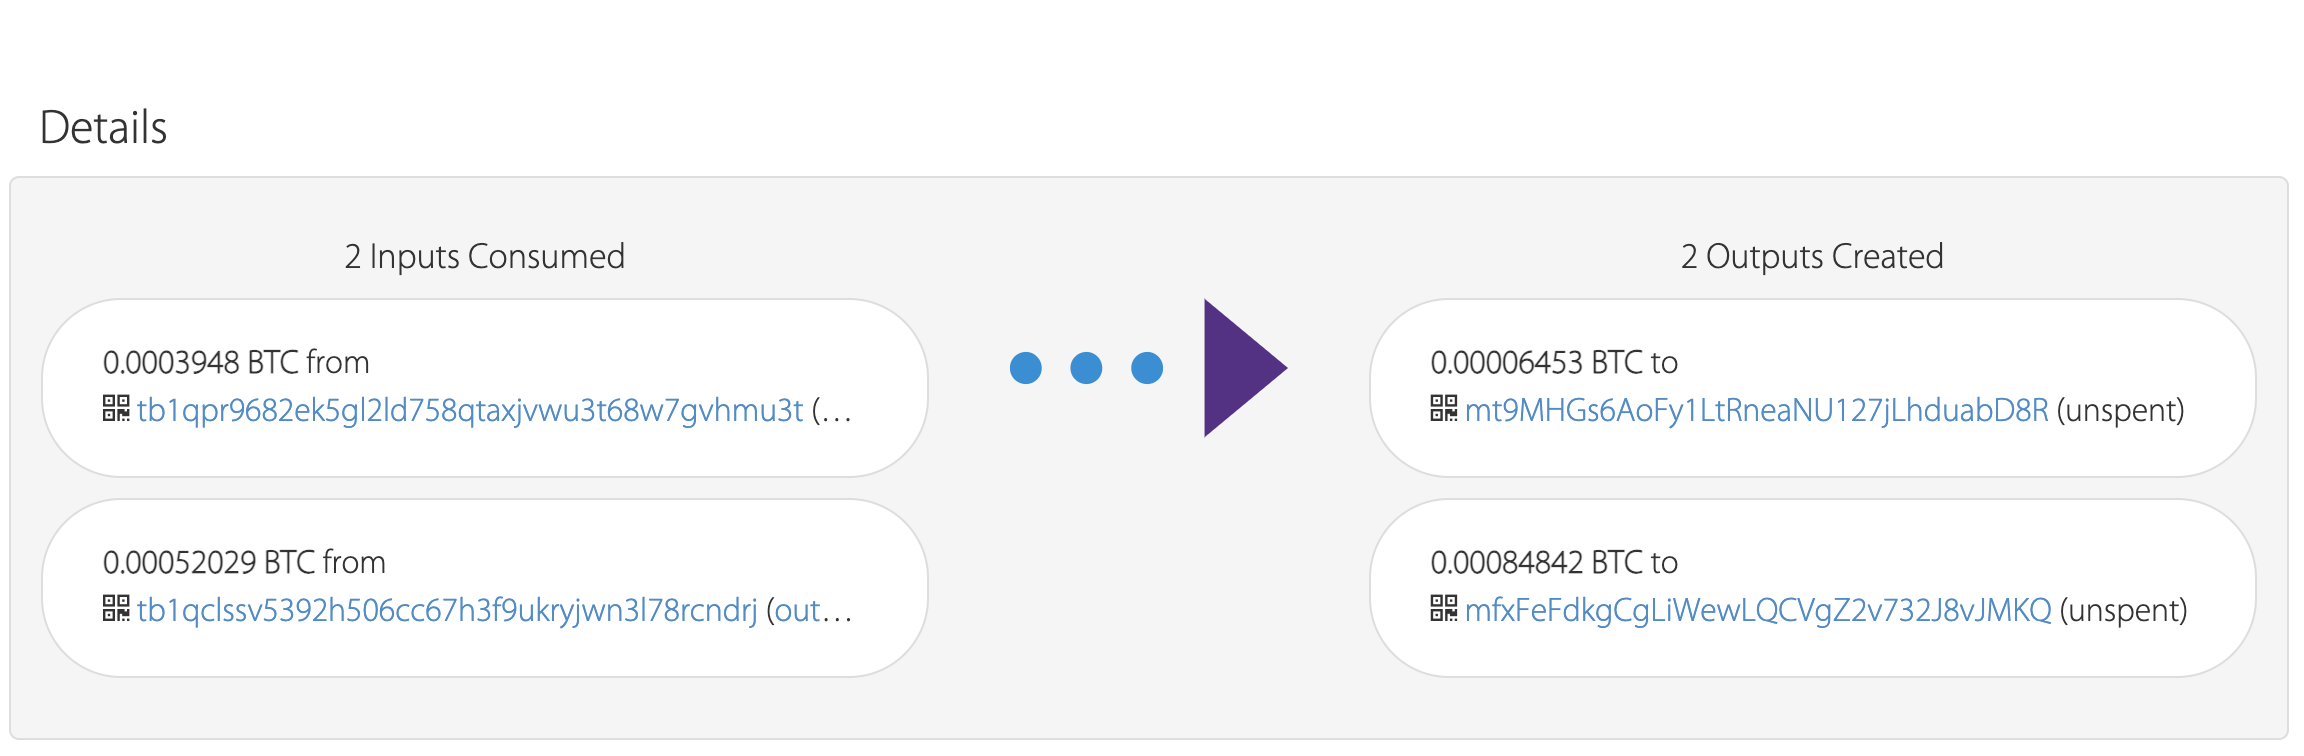 Details
2 Inputs Consumed
0.0003948 BTC from
tb1qpr9682ek5gl2ld758qtaxjvwu3t68w7gvhmu3t (…
0.00052029 BTC from
tb1qclssv5392h506cc67h3f9ukryjwn3l78rcndrj (out…
2 Outputs Created
0.00006453 BTC to
mt9MHGs6AoFy1LtRneaNU127jLhduabD8R (unspent)
0.00084842 BTC to
mfxFeFdkgCgLiWewLQCVgZ2v732J8vJMKQ (unspent)